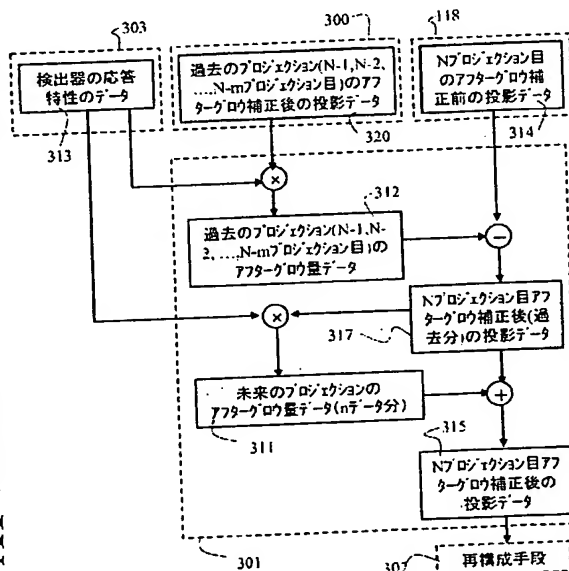 303
300
118
検出器の応答
特性のデータ
313
過去のプロジェクション(N-1,N-2、
…,N-mプロジェクション目)のアフ
ターグロウ補正後の投影データ
320
Nプロジェクション目
のアフターグロウ補
正前の投影データ
314
×
312
過去のプロジェクション(N-1,N-
2、…,N-mプロジェクション目)の
アフターグロウ量データ
−
×
Nプロジェクション目アフ
ターグロウ補正後(過
去分)の投影データ
317
未来のプロジェクションの
アフターグロウ量データ(nデータ分)
311
+
315
Nプロジェクション目アフ
ターグロウ補正後の
投影データ
301
302
再構成手段